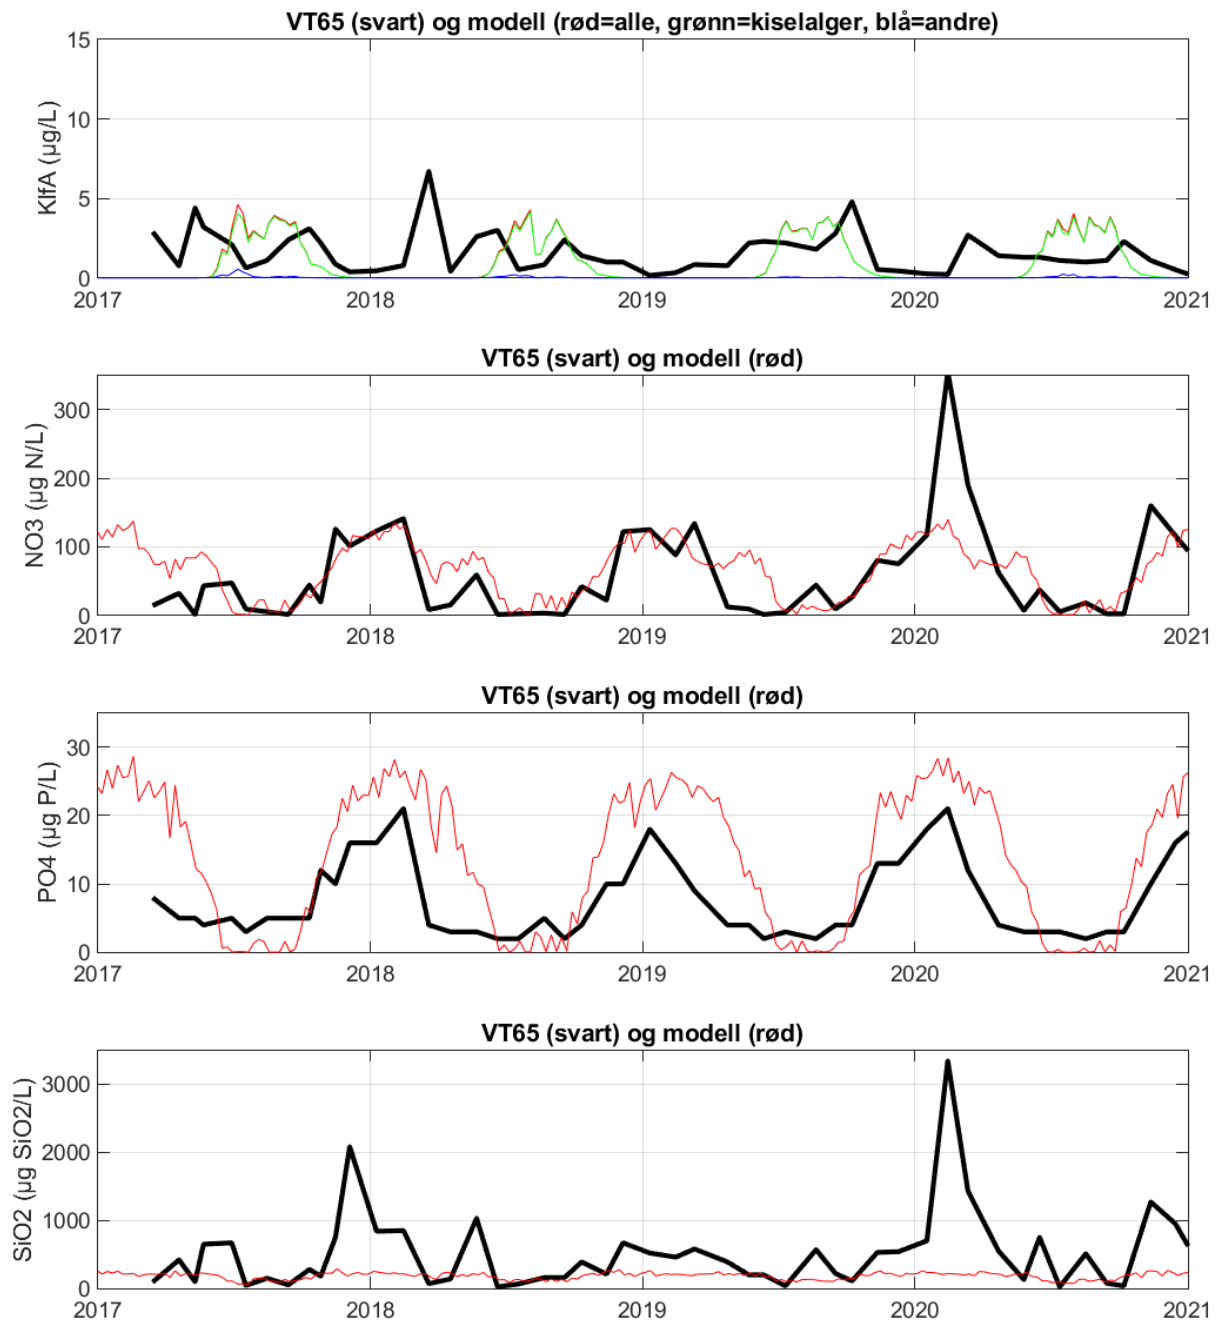 VT65 (svart) og modell (rød=alle, grønn=kiselalger, blå=andre)
KlfA (µg/L)
15
10
5
0
2017 2018 2019 2020 2021
VT65 (svart) og modell (rød)
NO3 (µg N/L)
300
200
100
0
2017 2018 2019 2020 2021
VT65 (svart) og modell (rød)
PO4 (µg P/L)
30
20
10
0
2017 2018 2019 2020 2021
VT65 (svart) og modell (rød)
SiO2 (µg SiO2/L)
3000
2000
1000
0
2017 2018 2019 2020 2021